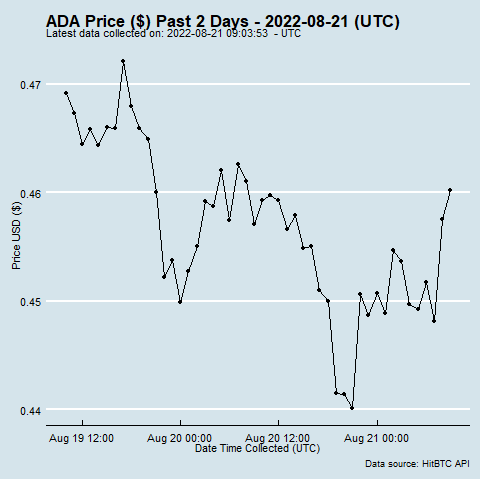 ADA Price ($) Past 2 Days - 2022-08-21 (UTC)
Latest data collected on: 2022-08-21 09:03:53  - UTC
0.47
0.46
0.45
0.44
Price USD ($)
Aug 19 12:00
Aug 20 00:00
Aug 20 12:00
Aug 21 00:00
Date Time Collected (UTC)
Data source: HitBTC API